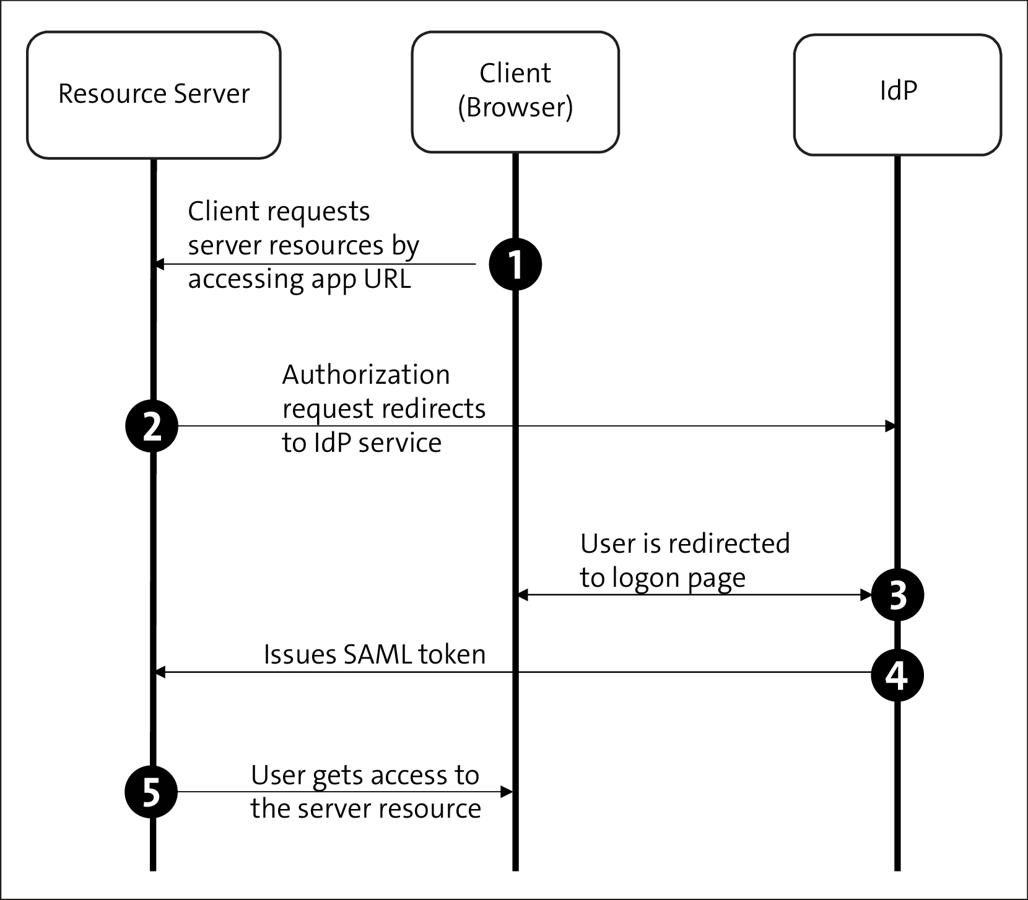 Resource Server
Client
(Browser)
IdP
Client requests
server resources by
accessing app URL
1
Authorization
request redirects
to IdP service
2
User is redirected
to logon page
3
Issues SAML token
4
User gets access to
the server resource
5